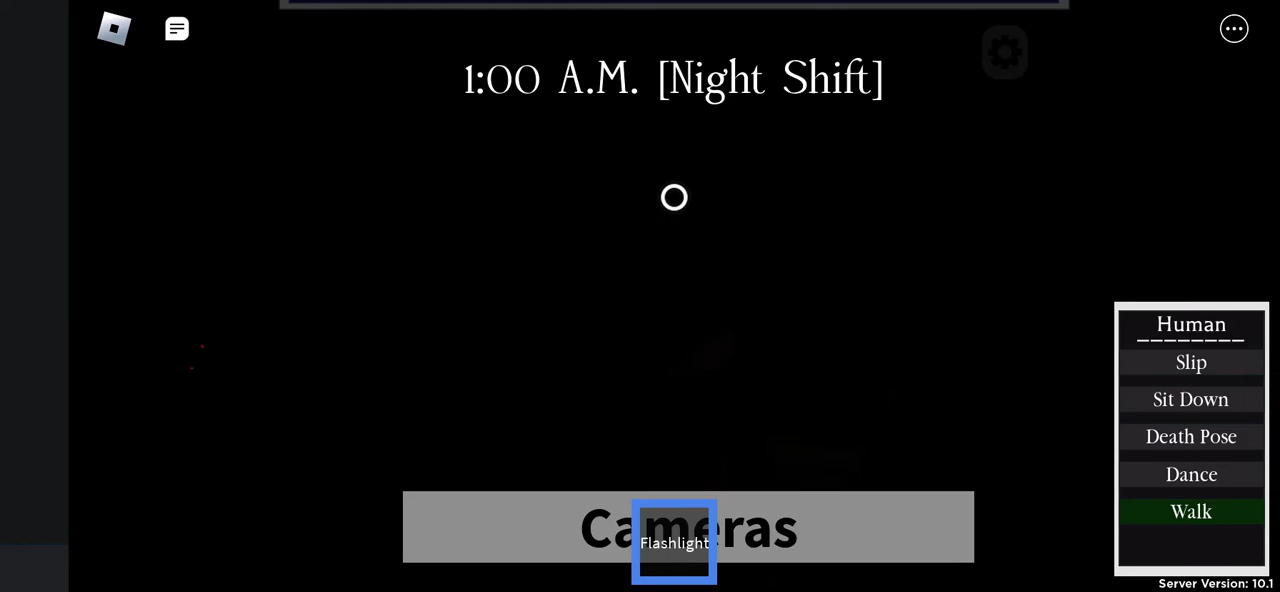 1:00 A.M. [Night Shift]
Human
Slip
Sit Down
Death Pose
Dance
Walk
Cameras
Flashlight
Server Version: 10.1